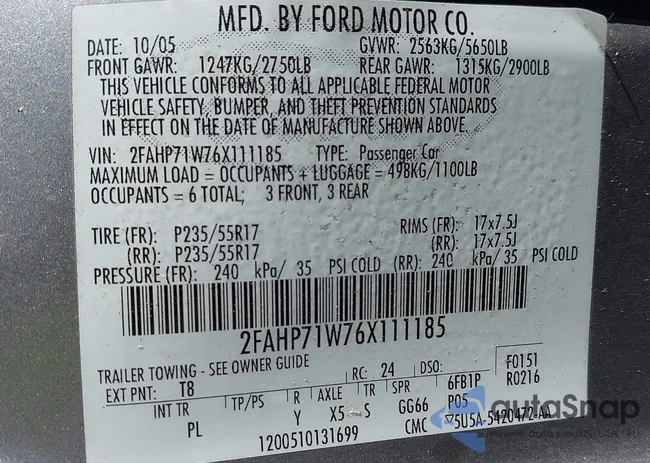 MFD. BY FORD MOTOR CO.
DATE: 10/05 GVWR: 2563KG/5650LB
FRONT GAWR: 1247KG/2750LB REAR GAWR: 1315KG/2900LB
THIS VEHICLE CONFORMS TO ALL APPLICABLE FEDERAL MOTOR
VEHICLE SAFETY, BUMPER, AND THEFT PREVENTION STANDARDS
IN EFFECT ON THE DATE OF MANUFACTURE SHOWN ABOVE.
VIN: 2FAHP71W76X111185 TYPE: Passenger Car
MAXIMUM LOAD = OCCUPANTS + LUGGAGE = 498KG/1100LB
OCCUPANTS = 6 TOTAL; 3 FRONT, 3 REAR
TIRE (FR): P235/55R17 RIMS (FR): 17x7.5J
(RR): P235/55R17 (RR): 17x7.5J
PRESSURE (FR): 240 kPa/ 35 PSI COLD (RR): 240 kPa/ 35 PSI COLD
2FAHP71W76X111185
TRAILER TOWING - SEE OWNER GUIDE
EXT PNT: T8 RC: 24 DSO: F0151
INT TR TP/PS R AXLE TR SPR 6FB1P R0216
PL Y X5 S GG66 P05
1200510131699 CMC 5U5A-5420472-AA
autoSnap